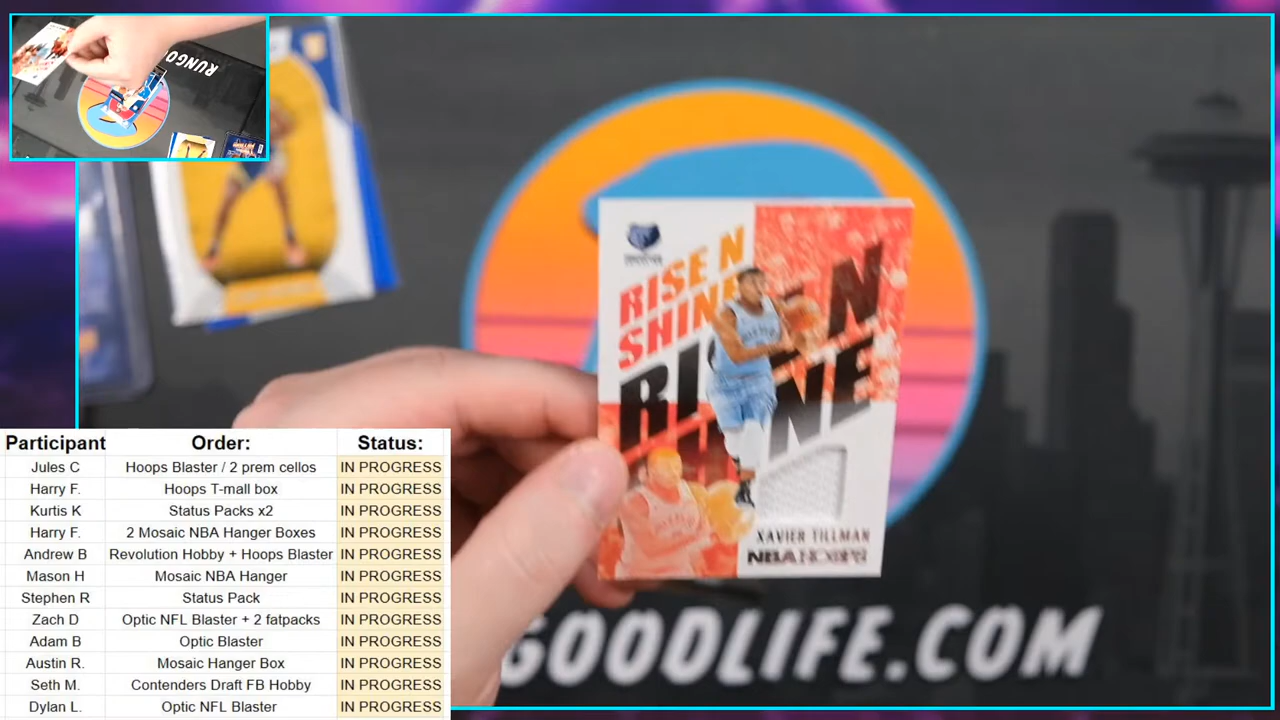 RUNGO
RISE N
SHINE
RI
N
NE
XAVIER TILLMAN
NBA HOOPS
GOODLIFE.COM
Participant Order: Status:
Jules C Hoops Blaster / 2 prem cellos IN PROGRESS
Harry F. Hoops T-mall box IN PROGRESS
Kurtis K Status Packs x2 IN PROGRESS
Harry F. 2 Mosaic NBA Hanger Boxes IN PROGRESS
Andrew B Revolution Hobby + Hoops Blaster IN PROGRESS
Mason H Mosaic NBA Hanger IN PROGRESS
Stephen R Status Pack IN PROGRESS
Zach D Optic NFL Blaster + 2 fatpacks IN PROGRESS
Adam B Optic Blaster IN PROGRESS
Austin R. Mosaic Hanger Box IN PROGRESS
Seth M. Contenders Draft FB Hobby IN PROGRESS
Dylan L. Optic NFL Blaster IN PROGRESS